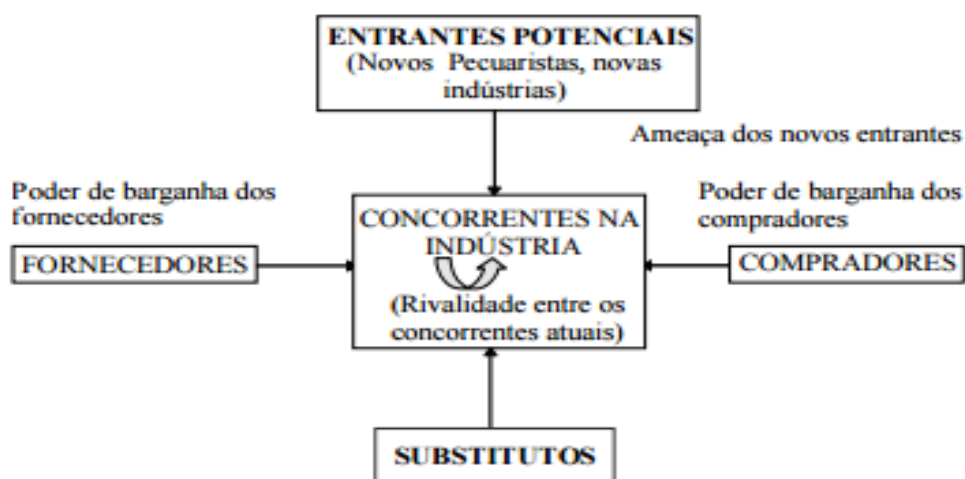 ENTRANTES POTENCIAIS
(Novos Pecuaristas, novas
indústrias)
Ameaça dos novos entrantes
Poder de barganha dos
fornecedores
Poder de barganha dos
compradores
CONCORRENTES NA
INDÚSTRIA
FORNECEDORES
COMPRADORES
(Rivalidade entre os
concorrentes atuais)
SUBSTITUTOS